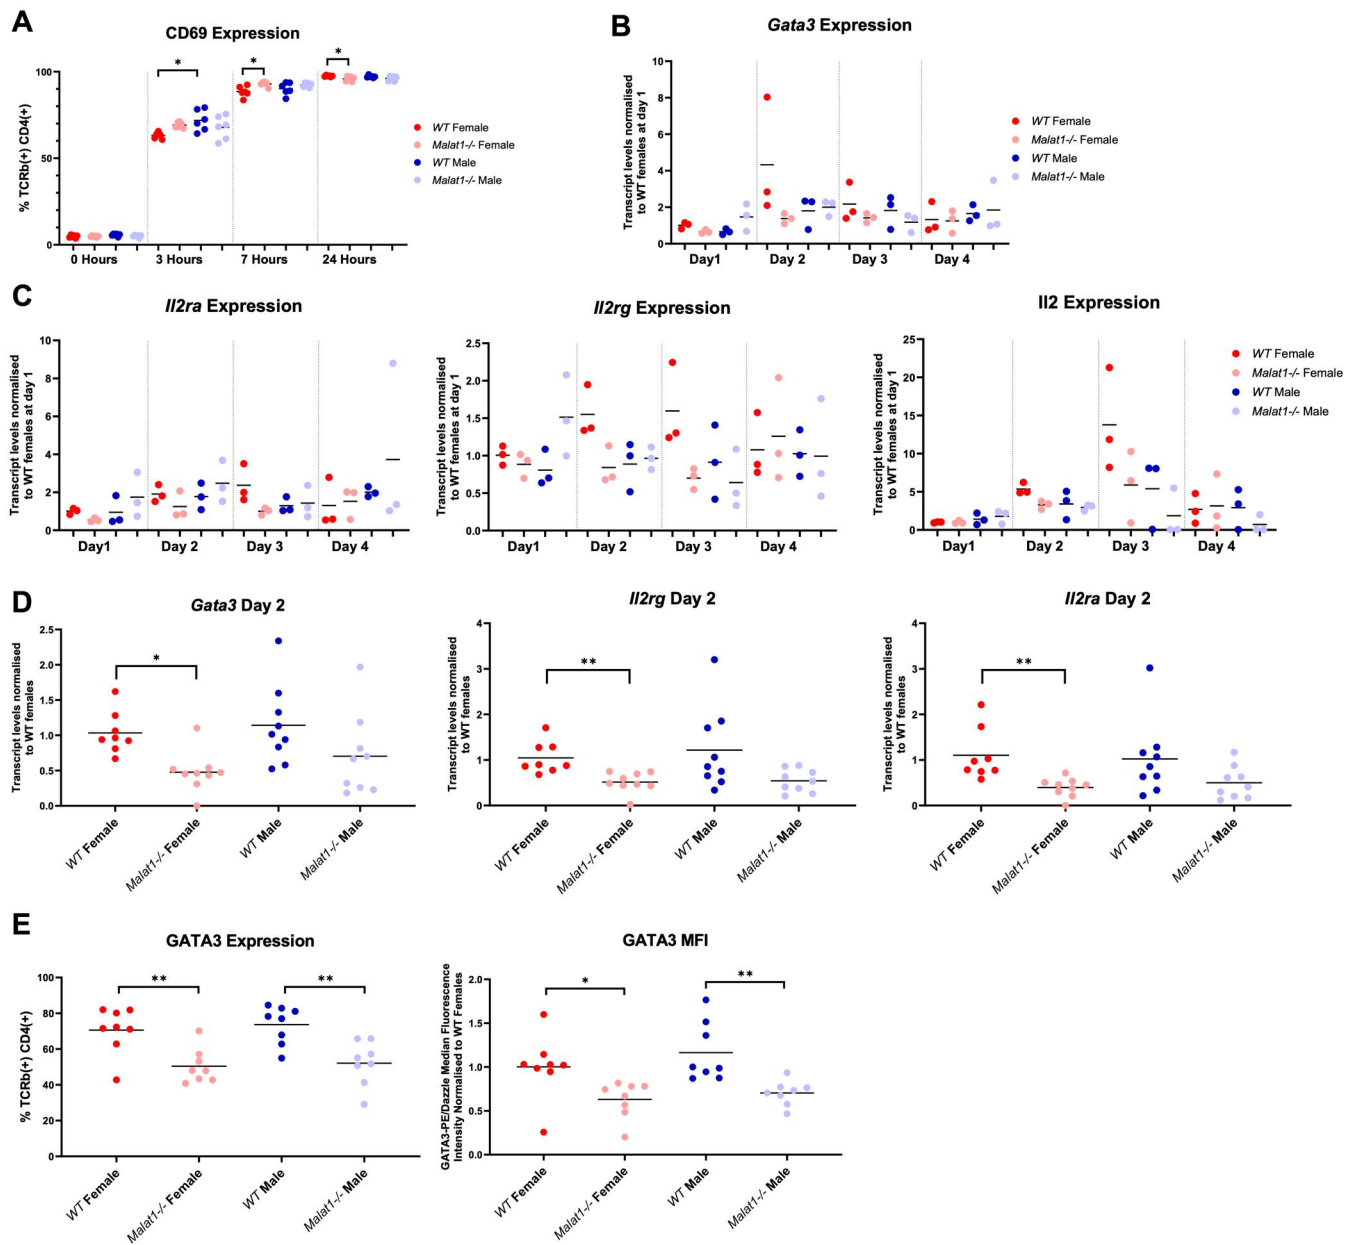 A
CD69 Expression
% TCRb(+) CD4(+)
100
50
0
*
*
*
0 Hours
3 Hours
7 Hours
24 Hours
WT Female
Malat1-/- Female
WT Male
Malat1-/- Male
B
Gata3 Expression
Transcript levels normalised
to WT females at day 1
10
8
6
4
2
0
Day1
Day 2
Day 3
Day 4
WT Female
Malat1-/- Female
WT Male
Malat1-/- Male
C
Il2ra Expression
Transcript levels normalised
to WT females at day 1
10
8
6
4
2
0
Day1
Day 2
Day 3
Day 4
Il2rg Expression
Transcript levels normalised
to WT females at day 1
2.5
2.0
1.5
1.0
0.5
0.0
Day1
Day 2
Day 3
Day 4
Il2 Expression
Transcript levels normalised
to WT females at day 1
25
20
15
10
5
0
Day1
Day 2
Day 3
Day 4
WT Female
Malat1-/- Female
WT Male
Malat1-/- Male
D
Gata3 Day 2
Transcript levels normalised
to WT females
2.5
2.0
1.5
1.0
0.5
0.0
*
WT Female
Malat1-/- Female
WT Male
Malat1-/- Male
Il2rg Day 2
Transcript levels normalised
to WT females
4
3
2
1
0
**
WT Female
Malat1-/- Female
WT Male
Malat1-/- Male
Il2ra Day 2
Transcript levels normalised
to WT females
4
3
2
1
0
**
WT Female
Malat1-/- Female
WT Male
Malat1-/- Male
E
GATA3 Expression
% TCRb(+) CD4(+)
100
80
60
40
20
0
**
**
WT Female
Malat1-/- Female
WT Male
Malat1-/- Male
GATA3 MFI
GATA3-PE/Dazzle Median Fluorescence
Intensity Normalised to WT Females
2.0
1.5
1.0
0.5
0.0
*
**
WT Female
Malat1-/- Female
WT Male
Malat1-/- Male